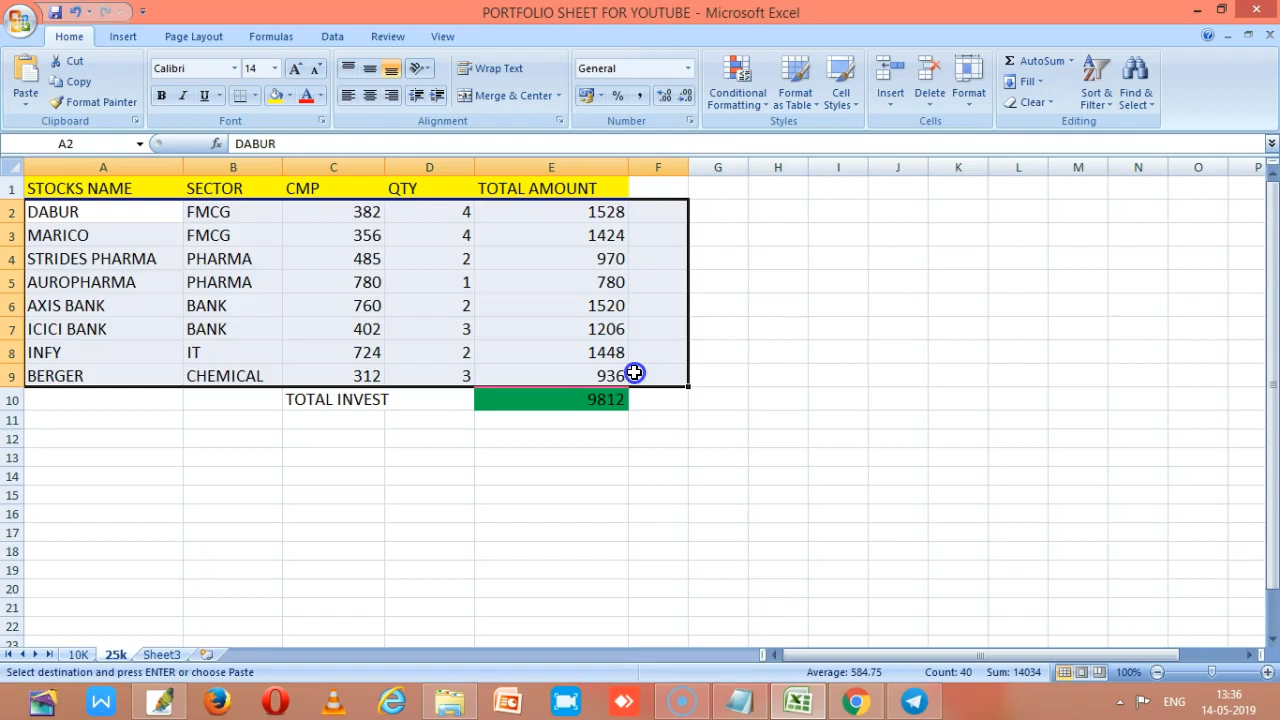 PORTFOLIO SHEET FOR YOUTUBE - Microsoft Excel
Home Insert Page Layout Formulas Data Review View
Paste Cut Copy Format Painter Clipboard
Calibri 14 B I U A A A Font
Wrap Text Merge & Center Alignment
General % , .0 .00 .00 .0 Number
Conditional Formatting Format as Table Cell Styles Styles
Insert Delete Format Cells
Σ AutoSum Fill Clear Sort & Filter Find & Select Editing
A2 fx DABUR
A B C D E F G H I J K L M N O P
1 STOCKS NAME SECTOR CMP QTY TOTAL AMOUNT
2 DABUR FMCG 382 4 1528
3 MARICO FMCG 356 4 1424
4 STRIDES PHARMA PHARMA 485 2 970
5 AUROPHARMA PHARMA 780 1 780
6 AXIS BANK BANK 760 2 1520
7 ICICI BANK BANK 402 3 1206
8 INFY IT 724 2 1448
9 BERGER CHEMICAL 312 3 936
10 TOTAL INVEST 9812
11
12
13
14
15
16
17
18
19
20
21
22
23
10K 25k Sheet3
Select destination and press ENTER or choose Paste Average: 584.75 Count: 40 Sum: 14034 100%
ENG 13:36
14-05-2019